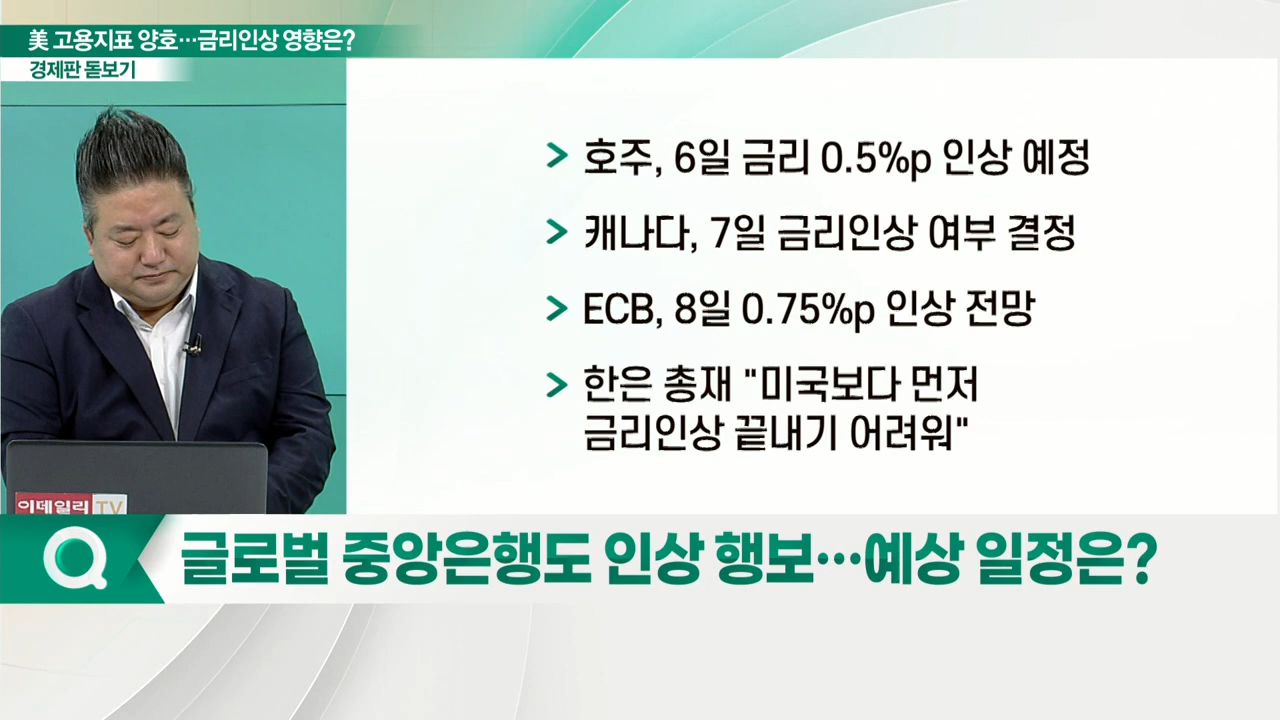 美 고용지표 양호…금리인상 영향은?
경제판 돋보기
> 호주, 6일 금리 0.5%p 인상 예정
> 캐나다, 7일 금리인상 여부 결정
> ECB, 8일 0.75%p 인상 전망
> 한은 총재 "미국보다 먼저
금리인상 끝내기 어려워"
이데일리 TV
Q 글로벌 중앙은행도 인상 행보…예상 일정은?